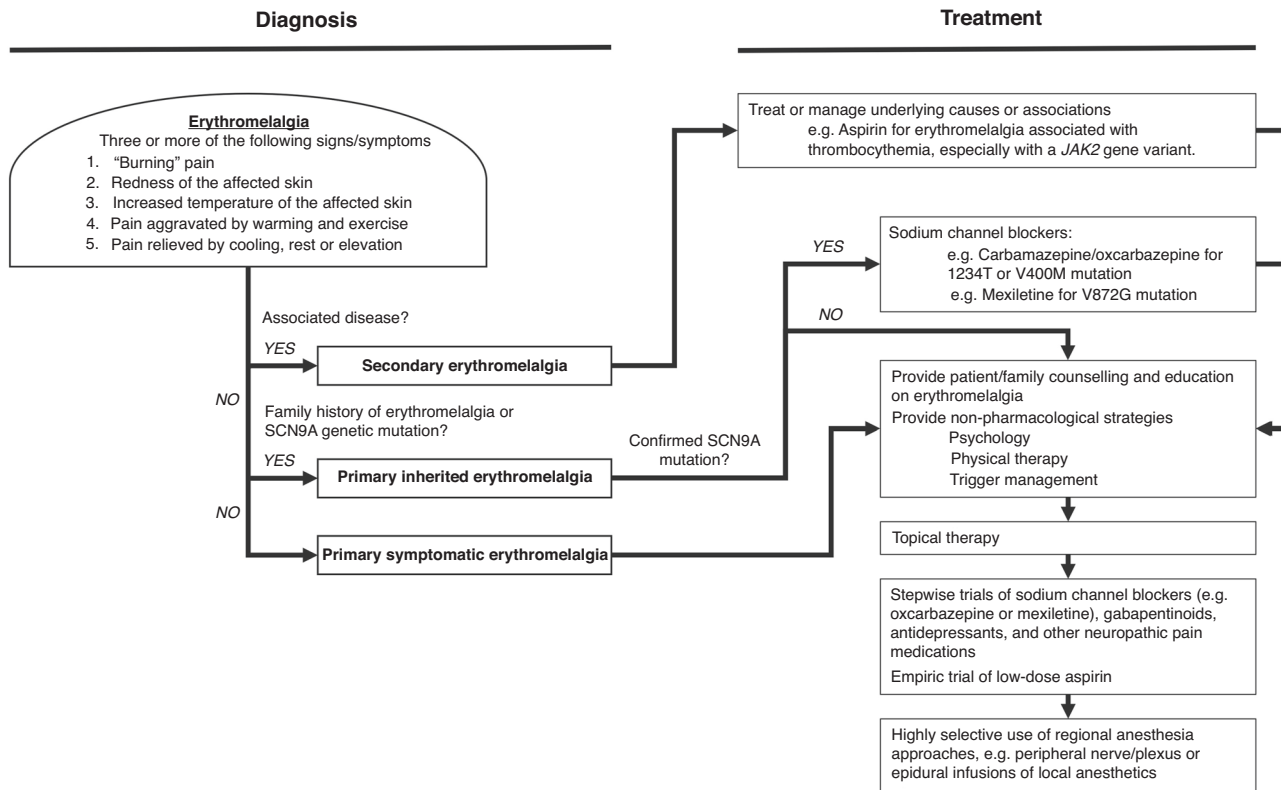 Diagnosis
Treatment
Erythromelalgia
Three or more of the following signs/symptoms
1. “Burning” pain
2. Redness of the affected skin
3. Increased temperature of the affected skin
4. Pain aggravated by warming and exercise
5. Pain relieved by cooling, rest or elevation
Associated disease?
YES
Secondary erythromelalgia
NO
Family history of erythromelalgia or
SCN9A genetic mutation?
YES
Primary inherited erythromelalgia
Confirmed SCN9A
mutation?
NO
Primary symptomatic erythromelalgia
Treat or manage underlying causes or associations
e.g. Aspirin for erythromelalgia associated with
thrombocythemia, especially with a JAK2 gene variant.
YES
Sodium channel blockers:
e.g. Carbamazepine/oxcarbazepine for
1234T or V400M mutation
e.g. Mexiletine for V872G mutation
NO
Provide patient/family counselling and education
on erythromelalgia
Provide non-pharmacological strategies
Psychology
Physical therapy
Trigger management
Topical therapy
Stepwise trials of sodium channel blockers (e.g.
oxcarbazepine or mexiletine), gabapentinoids,
antidepressants, and other neuropathic pain
medications
Empiric trial of low-dose aspirin
Highly selective use of regional anesthesia
approaches, e.g. peripheral nerve/plexus or
epidural infusions of local anesthetics